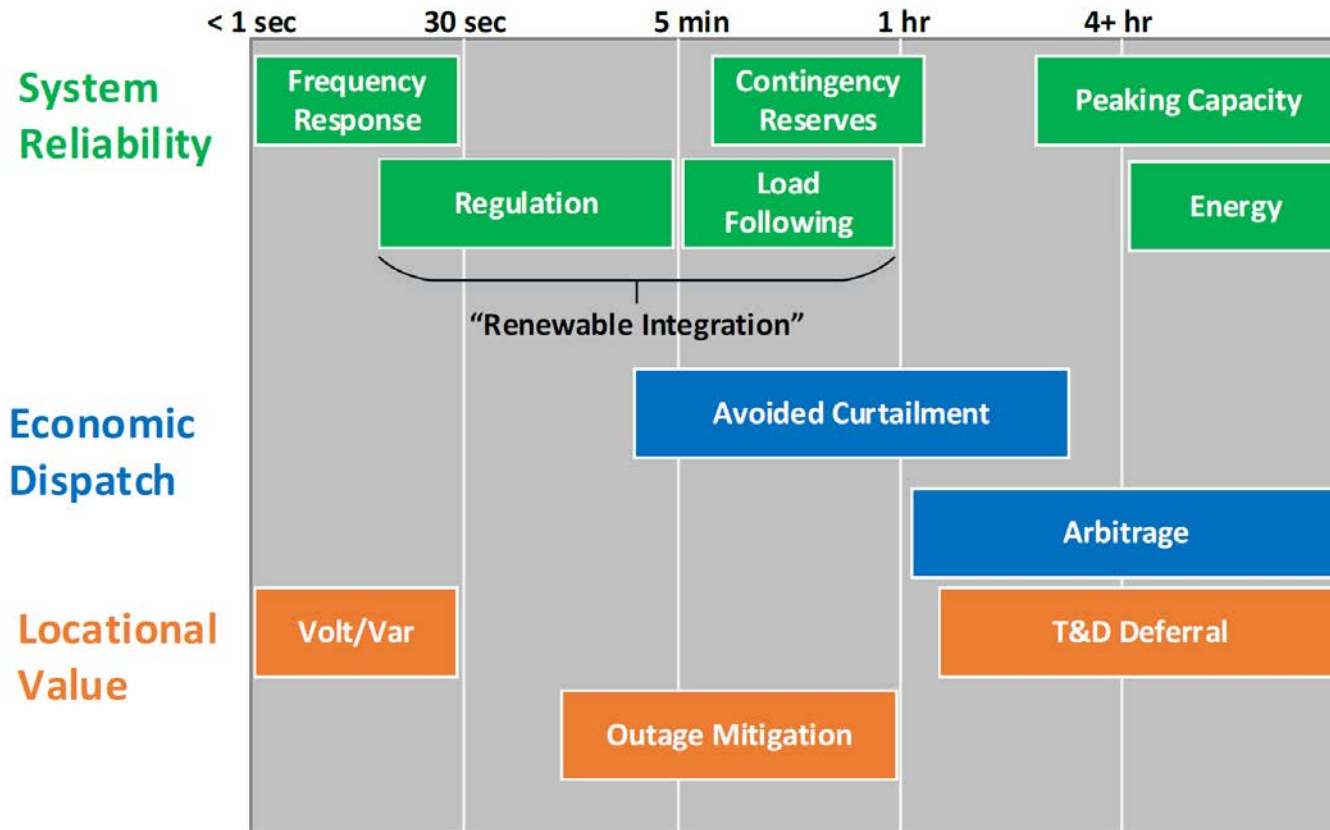 < 1 sec 30 sec 5 min 1 hr 4+ hr
System
Reliability
Frequency
Response
Contingency
Reserves
Peaking Capacity
Regulation
Load
Following
Energy
“Renewable Integration”
Economic
Dispatch
Avoided Curtailment
Arbitrage
Locational
Value
Volt/Var
T&D Deferral
Outage Mitigation